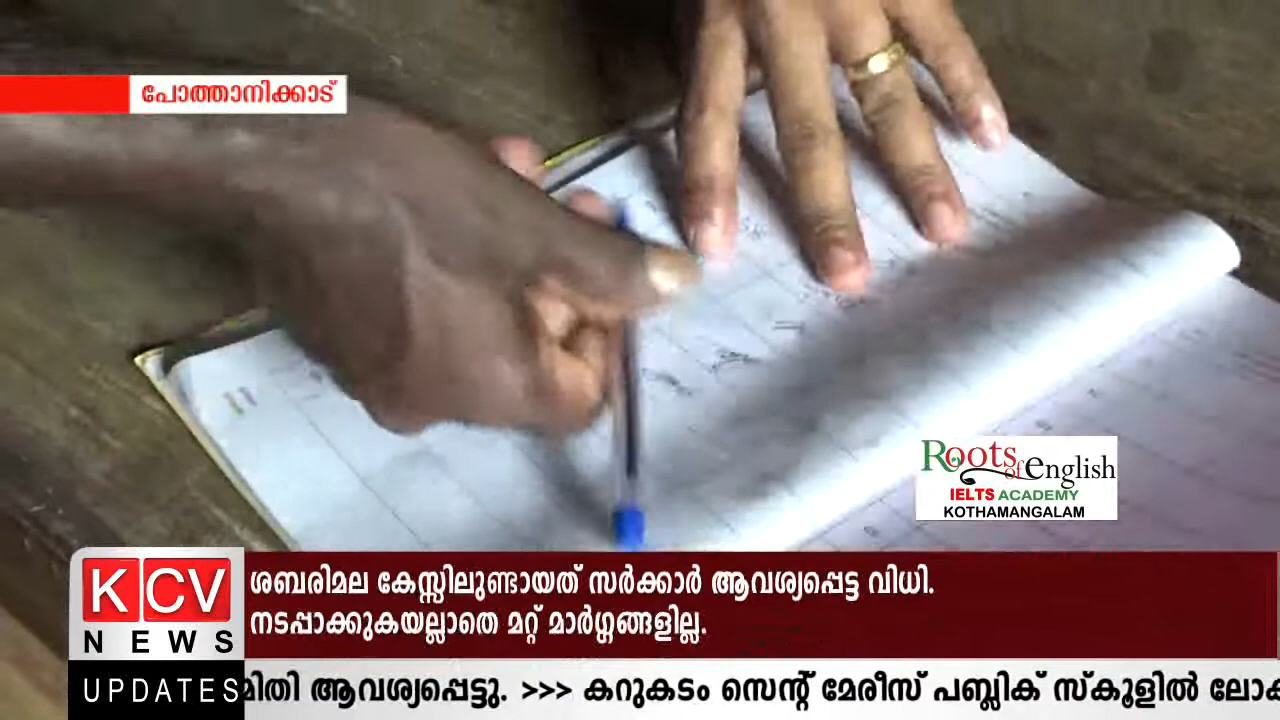 പോത്താനിക്കാട്
Roots of English
IELTS ACADEMY
KOTHAMANGALAM
KCV
NEWS
ശബരിമല കേസ്സിലുണ്ടായത് സർക്കാർ ആവശ്യപ്പെട്ട വിധി.
നടപ്പാക്കുകയല്ലാതെ മറ്റ് മാർഗ്ഗങ്ങളില്ല.
UPDATES
മിതി ആവശ്യപ്പെട്ടു. >>> കറുകടം സെന്റ് മേരീസ് പബ്ലിക് സ്കൂളിൽ ലോക